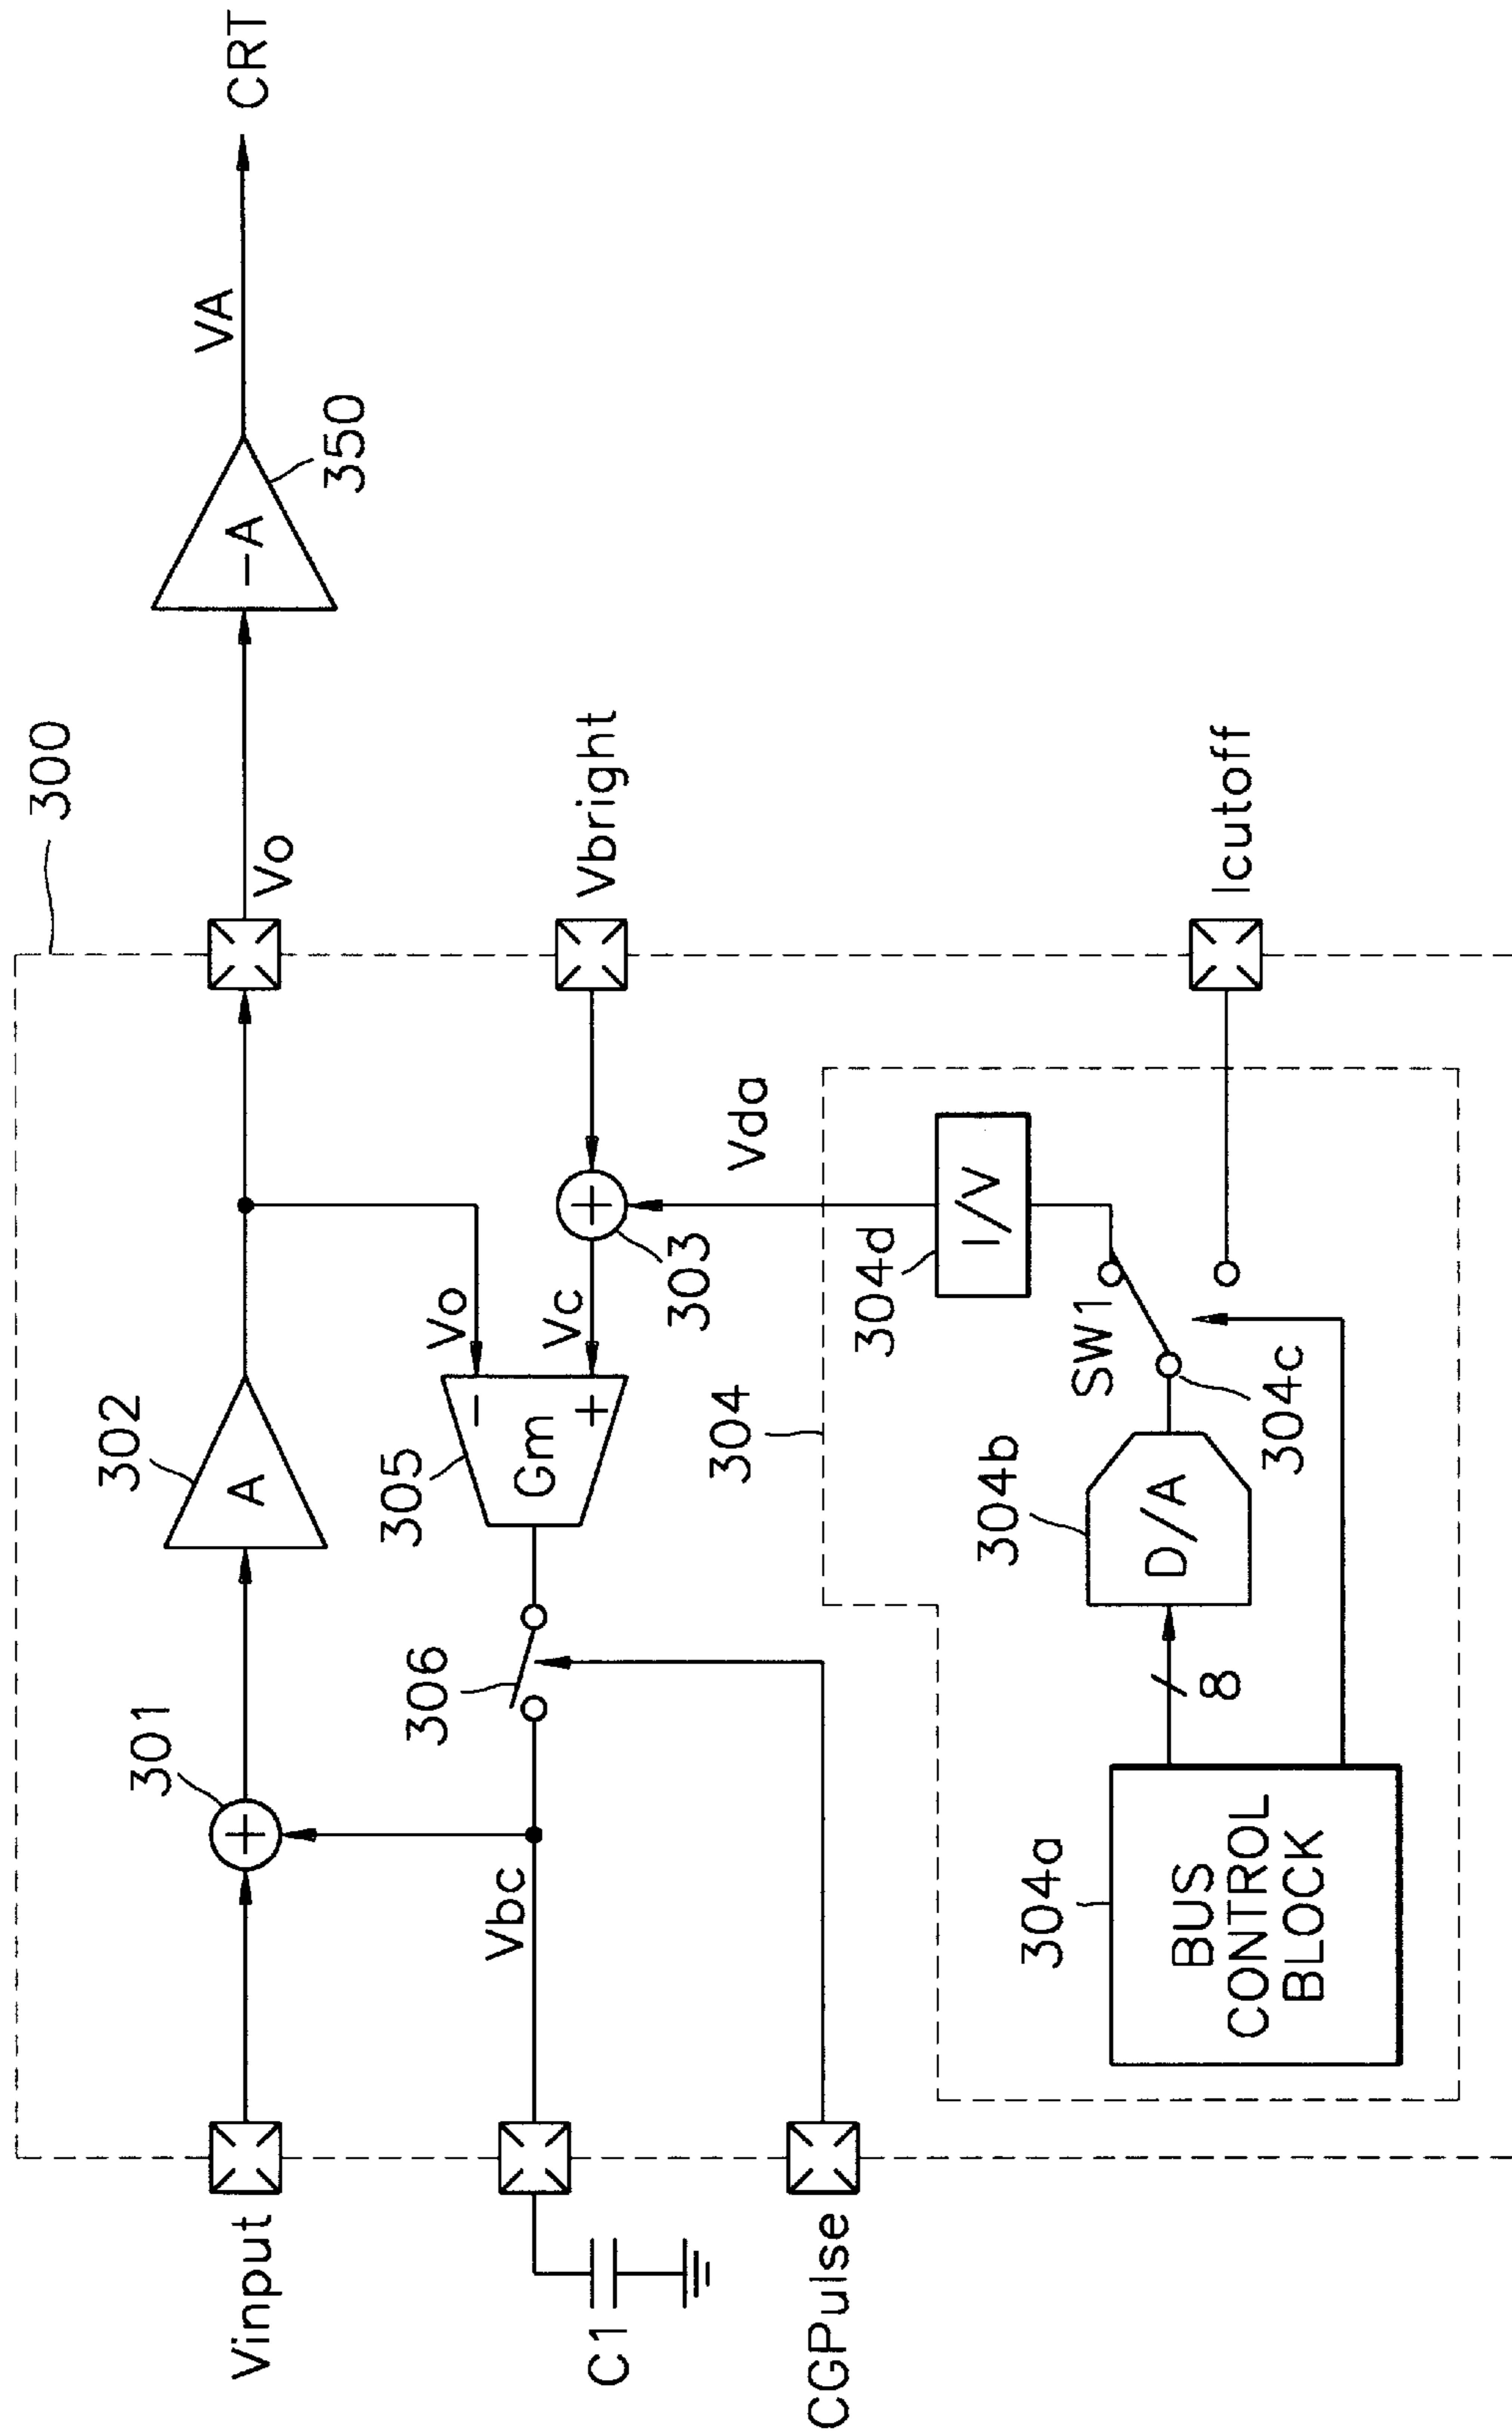 300
Vinput
301
302
A
Vo
-A
350
VA
CRT
Vbc
306
305
Gm
-
+
Vo
Vc
303
Vbright
C1
CGPulse
304
Vda
304a
BUS
CONTROL
BLOCK
8
304b
D/A
SW1
304c
304d
I/V
Icutoff